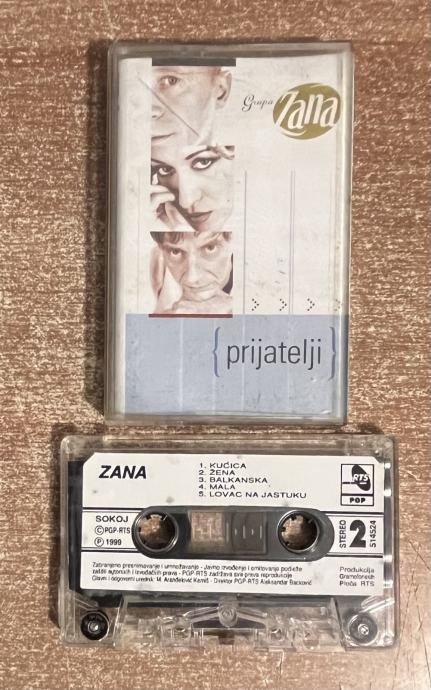 Grupa
Zana
{ prijatelji }
ZANA
1. KUĆICA
2. ŽENA
3. BALKANSKA
4. MALA
5. LOVAC NA JASTUKU
RTS
POP
SOKOJ
Ⓒ PGP-RTS
Ⓟ 1999
STEREO
2
514524
Zabranjeno presnimavanje i umnožavanje - Javno izvođenje i emitovanje podleže
zaštiti autorskih i izvođačkih prava - PGP-RTS zadržava sva prava reprodukcije
Glavni i odgovorni urednik: M. Aranđelović Kemiš - Direktor PGP-RTS Aleksandar Backović
Produkcija
Gramofonskih
Ploča RTS